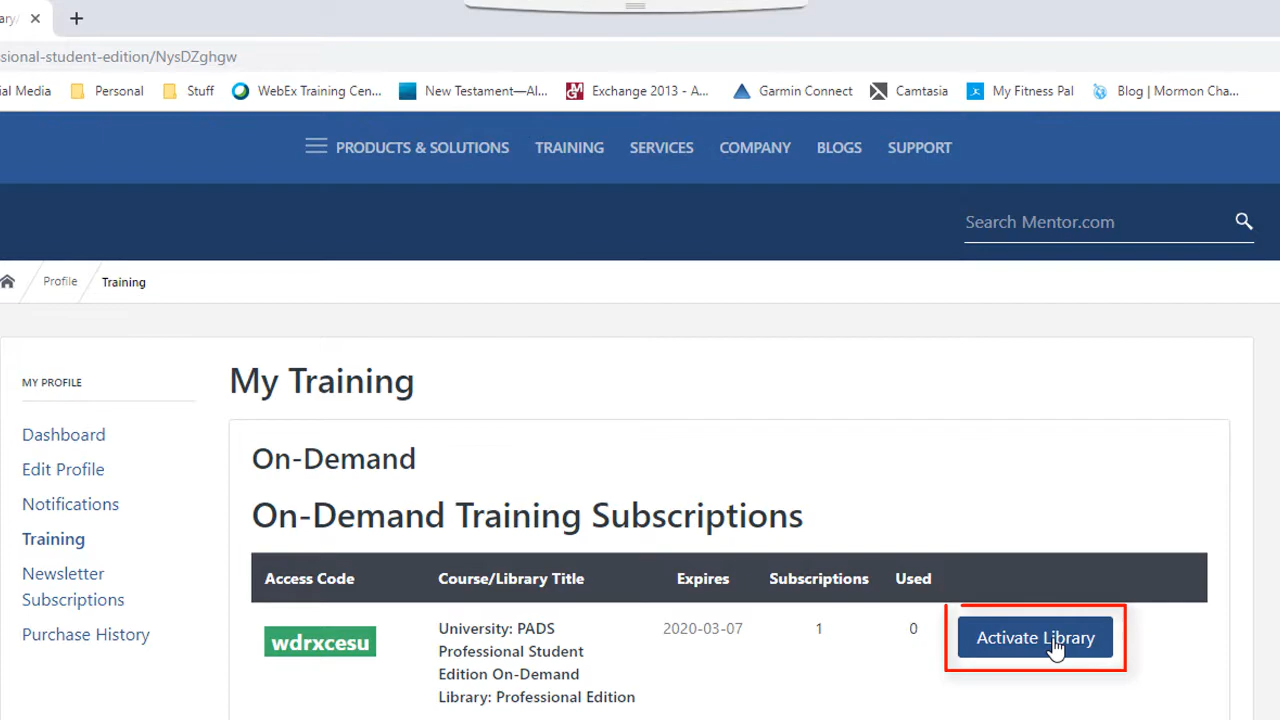 ary/
sional-student-edition/NysDZghgw
ial Media Personal Stuff WebEx Training Cen... New Testament—Al... Exchange 2013 - A... Garmin Connect Camtasia My Fitness Pal Blog | Mormon Cha...
PRODUCTS & SOLUTIONS TRAINING SERVICES COMPANY BLOGS SUPPORT
Search Mentor.com
Profile Training
MY PROFILE
Dashboard
Edit Profile
Notifications
Training
Newsletter
Subscriptions
Purchase History
My Training
On-Demand
On-Demand Training Subscriptions
Access Code Course/Library Title Expires Subscriptions Used
wdrxcesu University: PADS 2020-03-07 1 0 Activate Library
Professional Student
Edition On-Demand
Library: Professional Edition